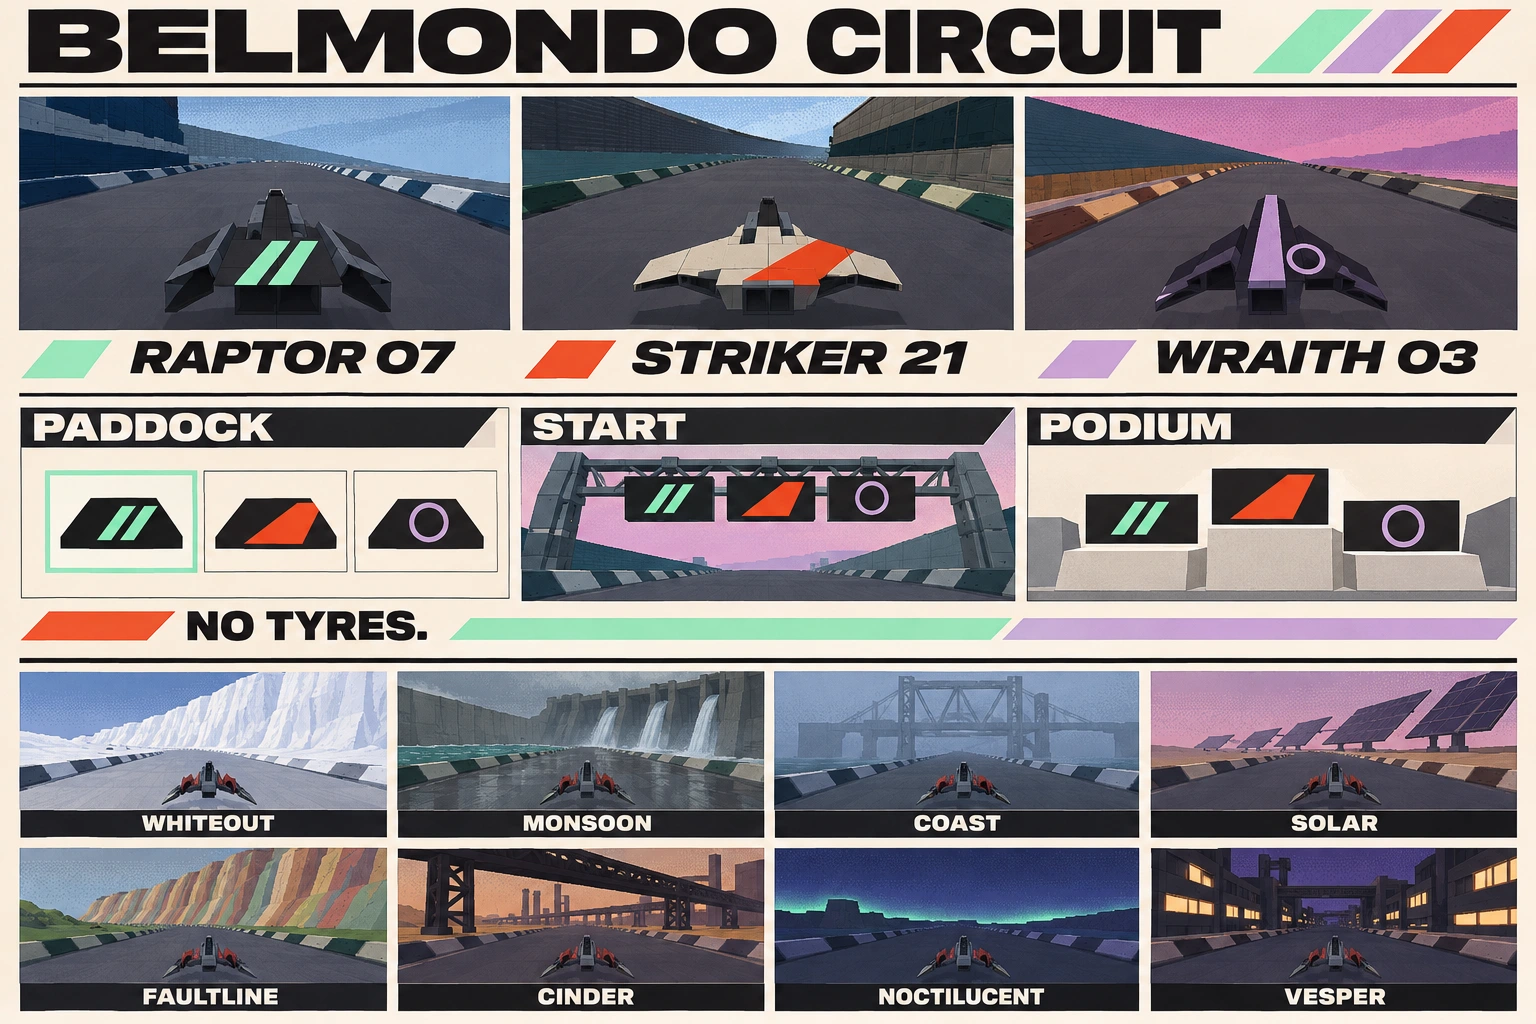 BELMONDO CIRCUIT
RAPTOR 07
STRIKER 21
WRAITH 03
PADDOCK
START
PODIUM
NO TYRES.
WHITEOUT
MONSOON
COAST
SOLAR
FAULTLINE
CINDER
NOCTILUCENT
VESPER